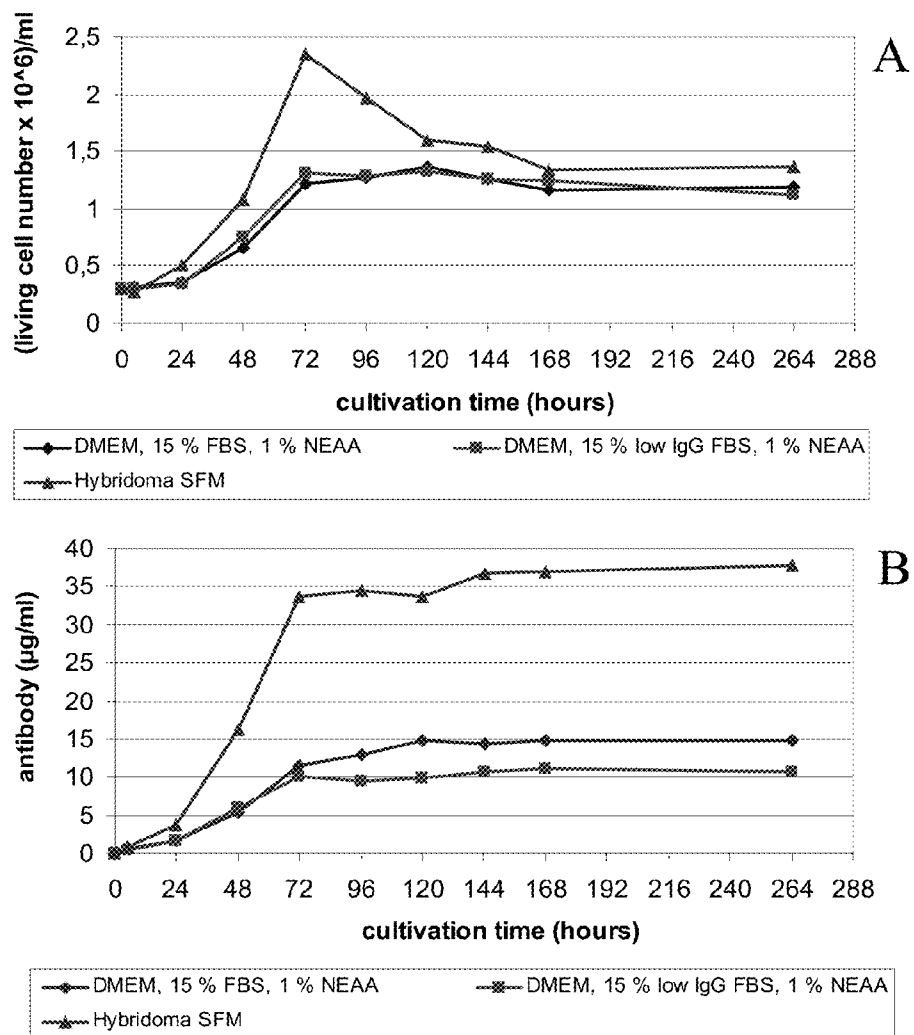 A
(living cell number x 10^6)/ml
2,5
2
1,5
1
0,5
0
0 24 48 72 96 120 144 168 192 216 240 264 288
cultivation time (hours)
DMEM, 15 % FBS, 1 % NEAA
DMEM, 15 % low IgG FBS, 1 % NEAA
Hybridoma SFM
B
antibody (µg/ml)
40
35
30
25
20
15
10
5
0
0 24 48 72 96 120 144 168 192 216 240 264 288
cultivation time (hours)
DMEM, 15 % FBS, 1 % NEAA
DMEM, 15 % low IgG FBS, 1 % NEAA
Hybridoma SFM